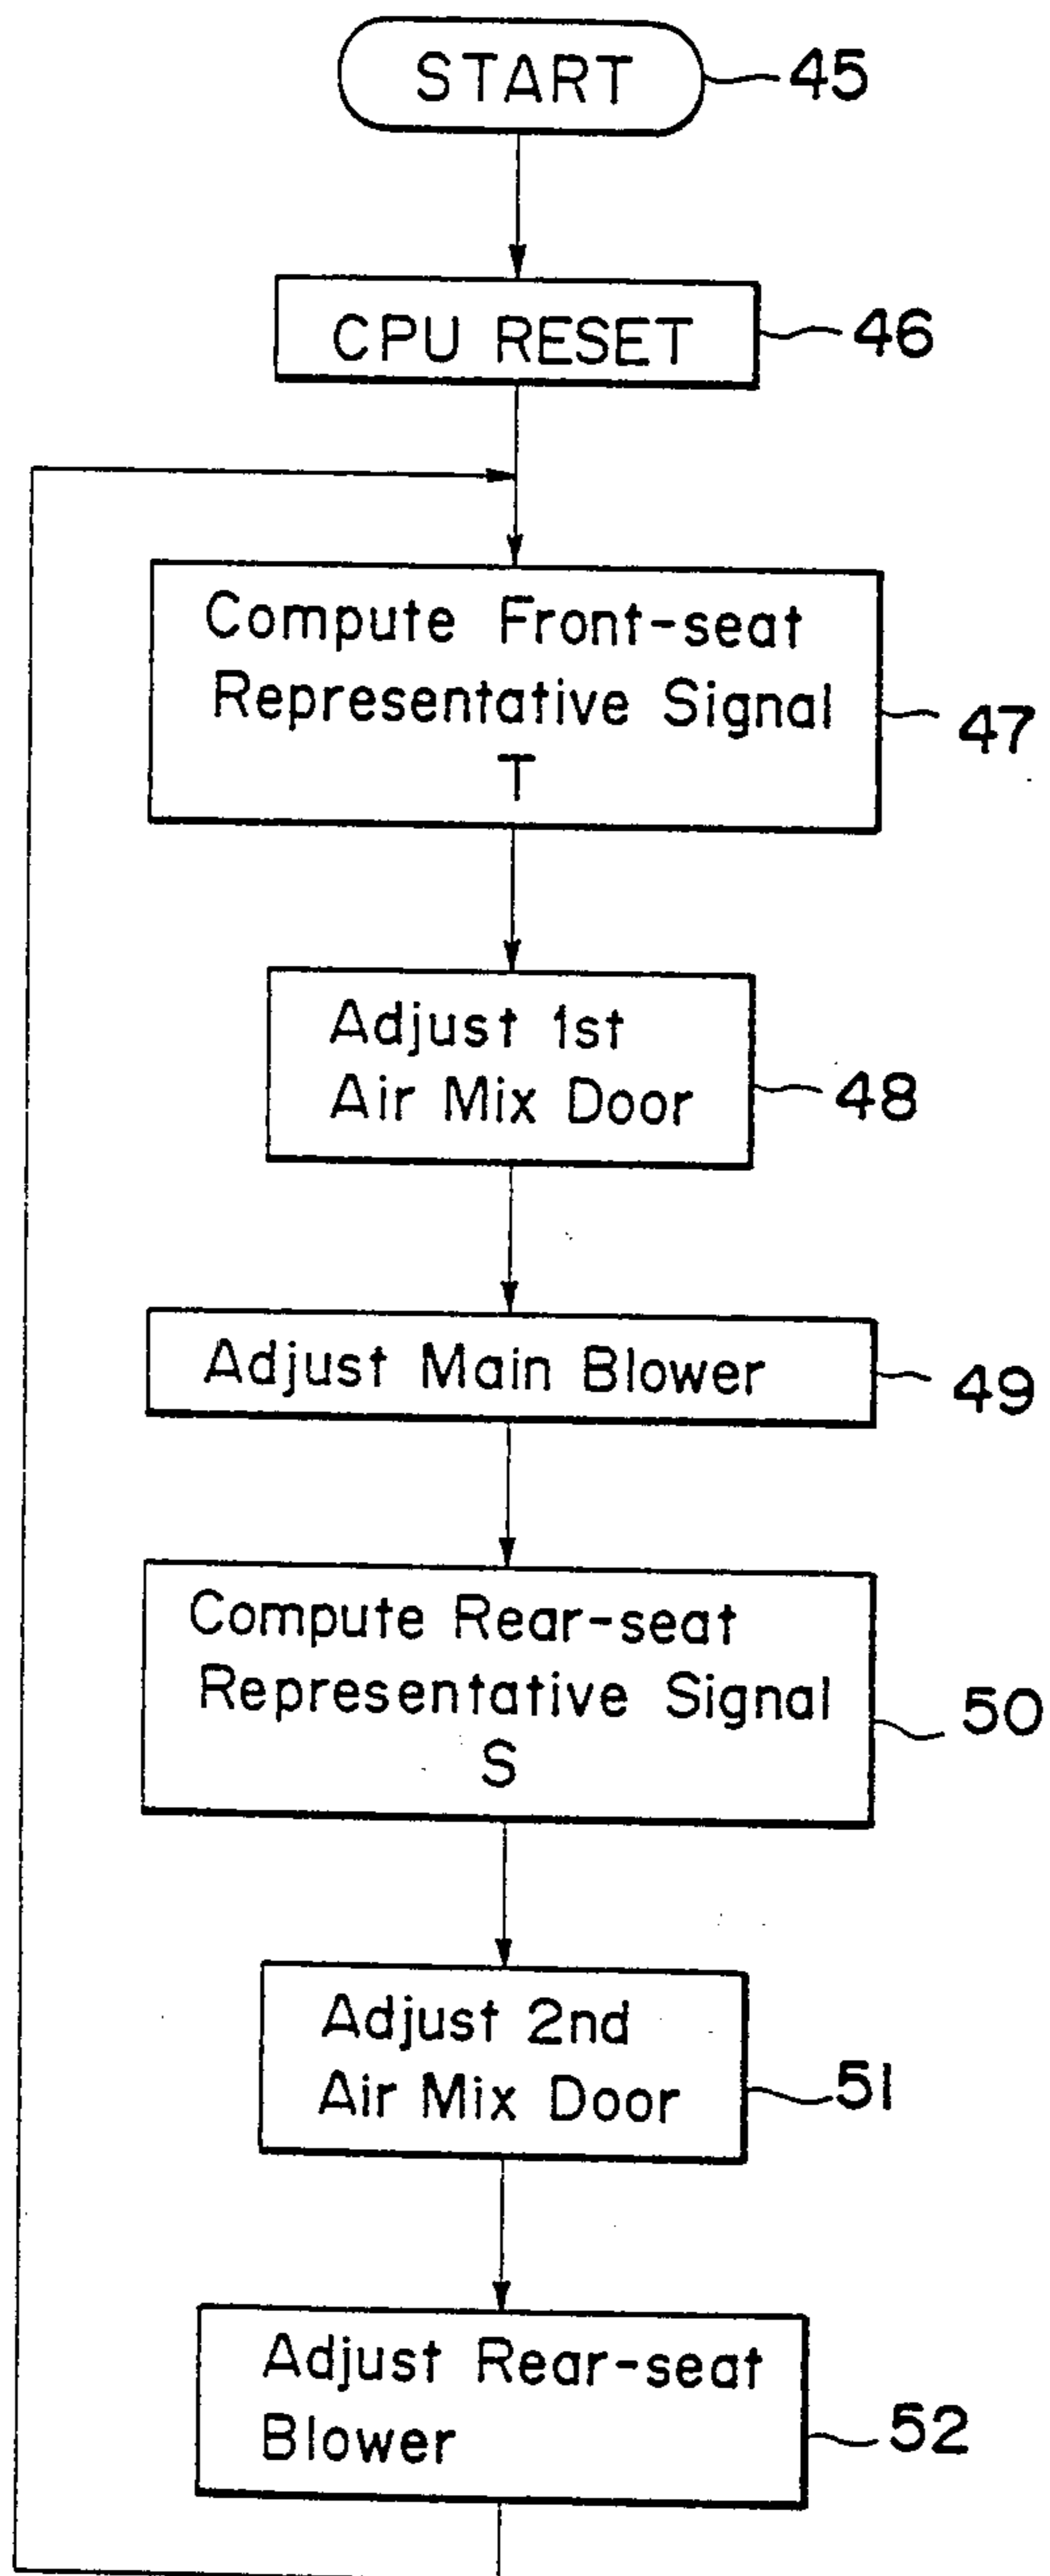 START
45
CPU RESET
46
Compute Front-seat
Representative Signal
T
47
Adjust 1st
Air Mix Door
48
Adjust Main Blower
49
Compute Rear-seat
Representative Signal
S
50
Adjust 2nd
Air Mix Door
51
Adjust Rear-seat
Blower
52